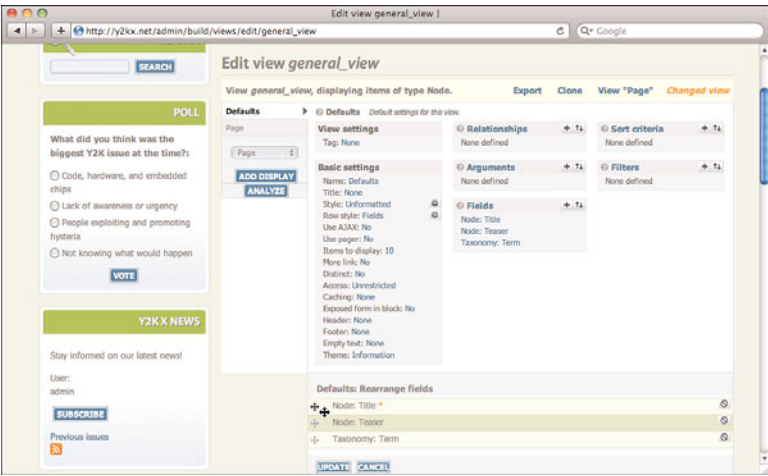 Edit view general_view |
http://y2kx.net/admin/build/views/edit/general_view
Google
SEARCH
POLL
What did you think was the
biggest Y2K issue at the time?:
Code, hardware, and embedded
chips
Lack of awareness or urgency
People exploiting and promoting
hysteria
Not knowing what would happen
VOTE
Y2KX NEWS
Stay informed on our latest news!
User:
admin
SUBSCRIBE
Previous issues
Edit view general_view
View general_view, displaying items of type Node.
Export Clone View "Page" Changed view
Defaults
Page
Page
ADD DISPLAY
ANALYZE
Defaults Default settings for this view.
View settings
Tag: None
Basic settings
Name: Defaults
Title: None
Style: Unformatted
Row style: Fields
Use AJAX: No
Use pager: No
Items to display: 10
More link: No
Distinct: No
Access: Unrestricted
Caching: None
Exposed form in block: No
Header: None
Footer: None
Empty text: None
Theme: Information
Relationships
None defined
Arguments
None defined
Fields
Node: Title
Node: Teaser
Taxonomy: Term
Sort criteria
None defined
Filters
None defined
Defaults: Rearrange fields
Node: Title *
Node: Teaser
Taxonomy: Term
UPDATE CANCEL